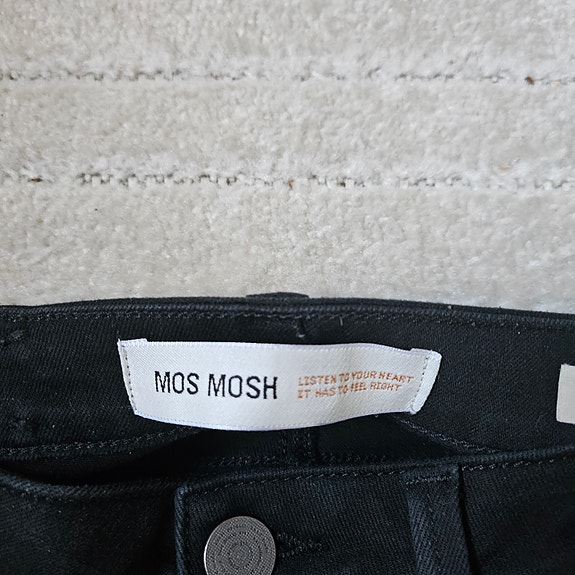 MOS MOSH
LISTEN TO YOUR HEART
IT HAS TO FEEL RIGHT